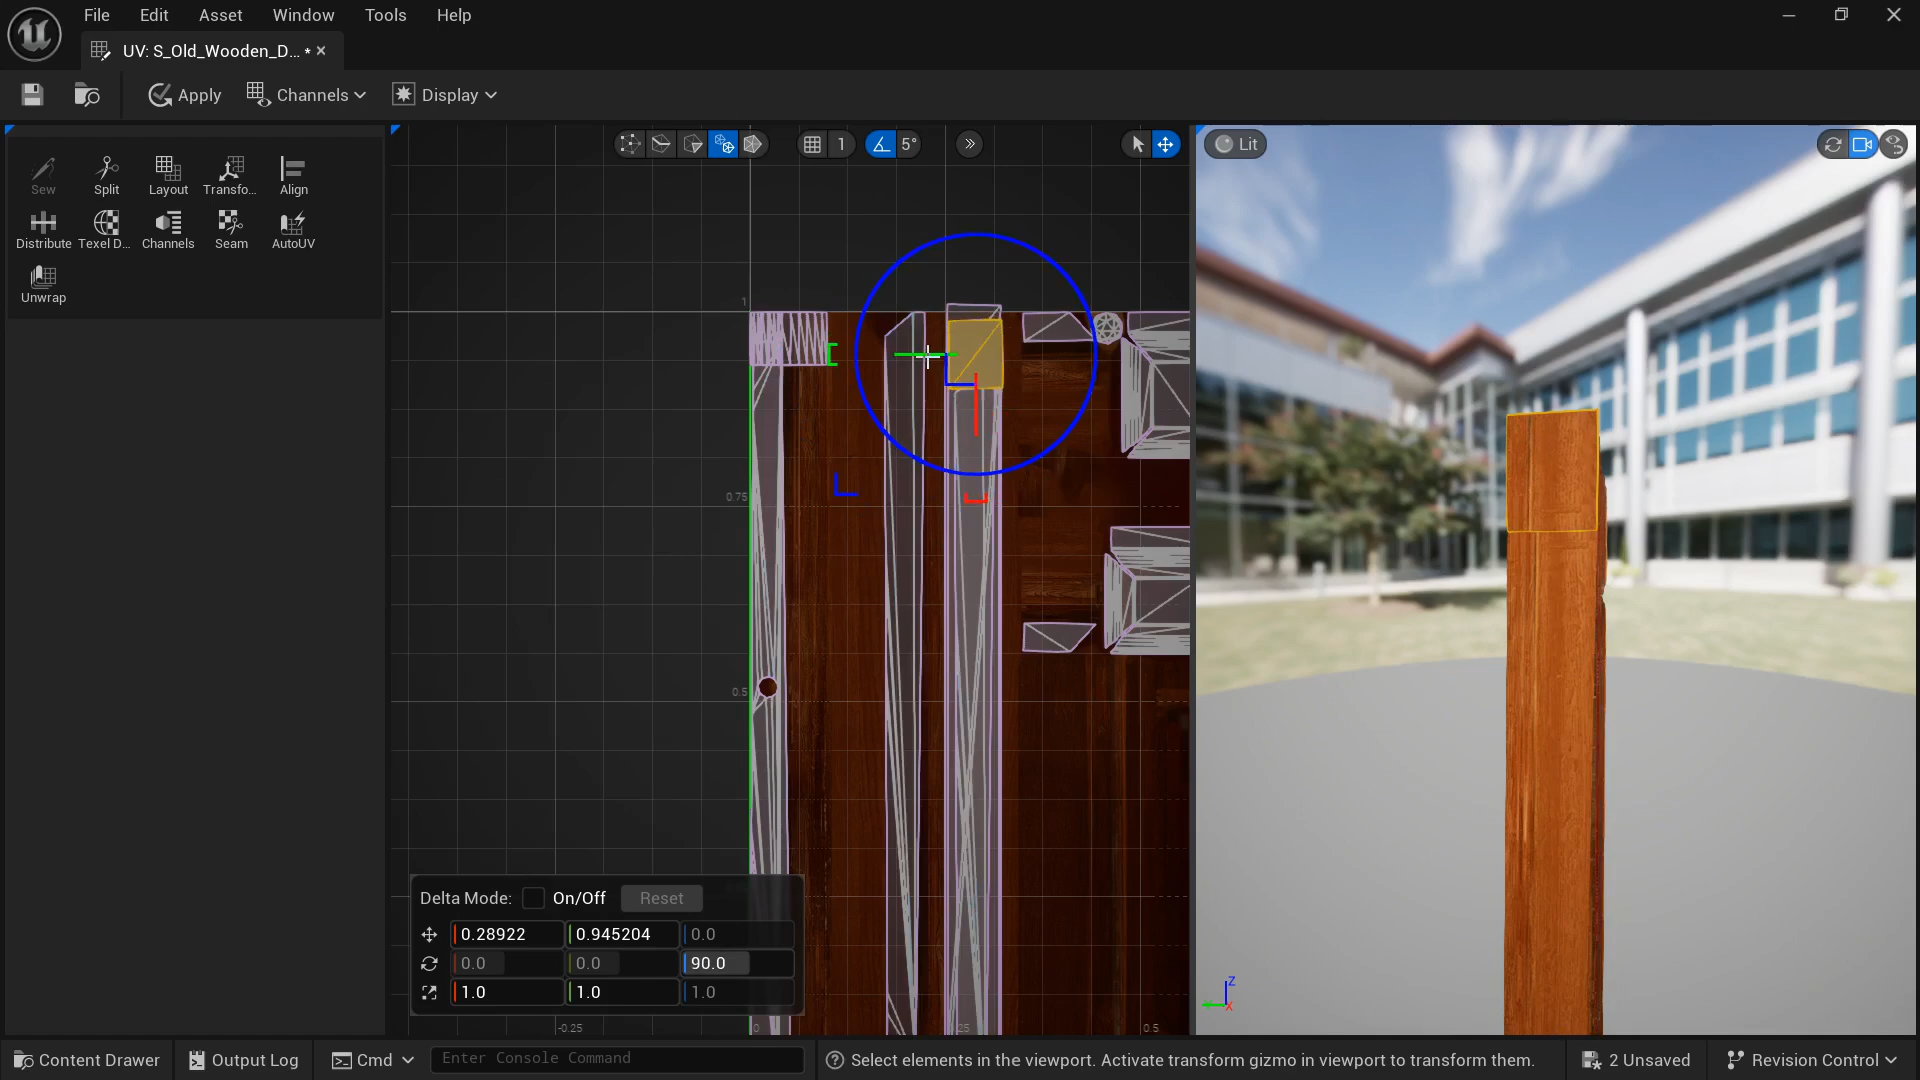 File Edit Asset Window Tools Help
UV: S_Old_Wooden_D... *
Apply Channels Display
Sew Split Layout Transfo... Align
Distribute Texel D... Channels Seam AutoUV
Unwrap
1 5°
Lit
1
0.75
0.5
-0.25 0 25 0.5
Delta Mode: On/Off Reset
0.28922 0.945204 0.0
0.0 0.0 90.0
1.0 1.0 1.0
Z
X
Content Drawer Output Log Cmd Enter Console Command Select elements in the viewport. Activate transform gizmo in viewport to transform them. 2 Unsaved Revision Control